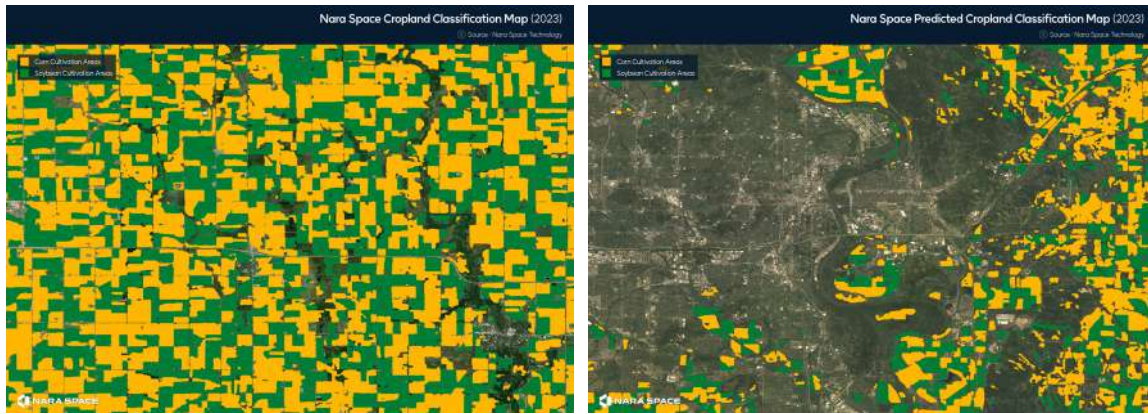 Nara Space Cropland Classification Map (2023)
Source : Nara Space Technology
Corn Cultivation Areas
Soybean Cultivation Areas
NARA SPACE
Nara Space Predicted Cropland Classification Map (2023)
Source : Nara Space Technology
Corn Cultivation Areas
Soybean Cultivation Areas
NARA SPACE